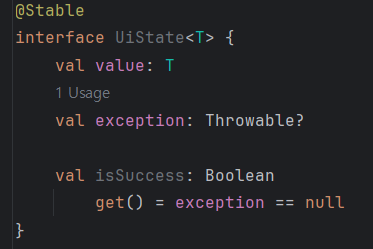 @Stable
interface UiState<T> {
    val value: T
    1 Usage
    val exception: Throwable?

    val isSuccess: Boolean
        get() = exception == null
}